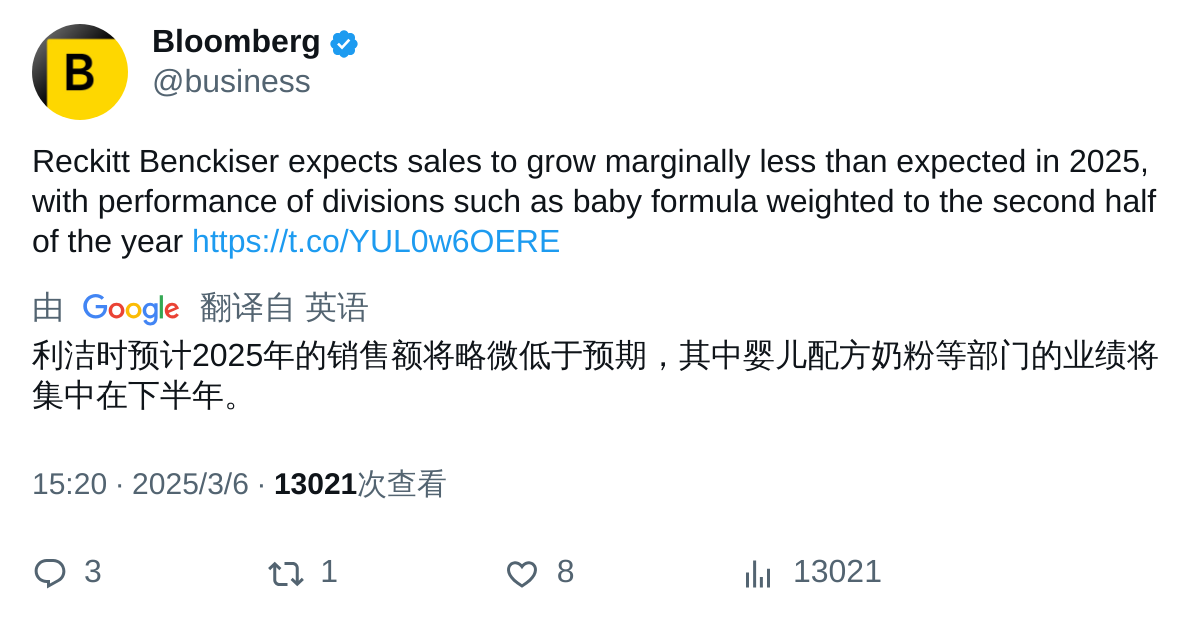 Bloomberg
@business
Reckitt Benckiser expects sales to grow marginally less than expected in 2025,
with performance of divisions such as baby formula weighted to the second half
of the year https://t.co/YUL0w6OERE
由 Google 翻译自 英语
利洁时预计2025年的销售额将略微低于预期，其中婴儿配方奶粉等部门的业绩将
集中在下半年。
15:20 · 2025/3/6 · 13021次查看
3 1 8 13021